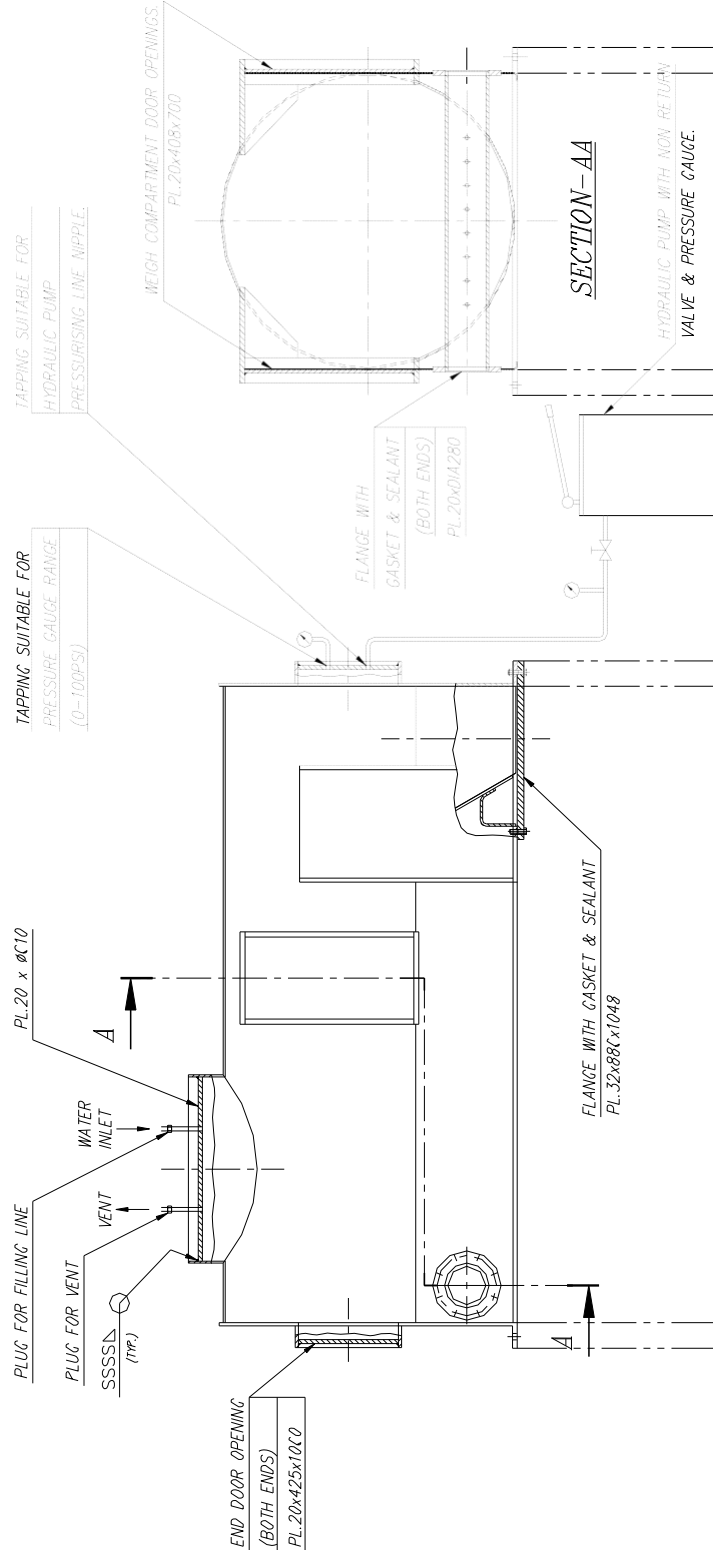 PLUG FOR FILLING LINE
PLUG FOR VENT
SSSS
(TYP.)
VENT
WATER
INLET
PL.20 x ØC10
A
A
END DOOR OPENING
(BOTH ENDS)
PL.20x425x10C0
FLANGE WITH GASKET & SEALANT
PL.32x88Cx1048
TAPPING SUITABLE FOR
PRESSURE GAUGE RANGE
(0-100PSI)
TAPPING SUITABLE FOR
HYDRAULIC PUMP
PRESSURISING LINE NIPPLE.
WEIGH COMPARTMENT DOOR OPENINGS.
PL.20x408x700
FLANGE WITH
GASKET & SEALANT
(BOTH ENDS)
PL.20xDIA280
SECTION-AA
HYDRAULIC PUMP WITH NON RETURN
VALVE & PRESSURE GAUGE.